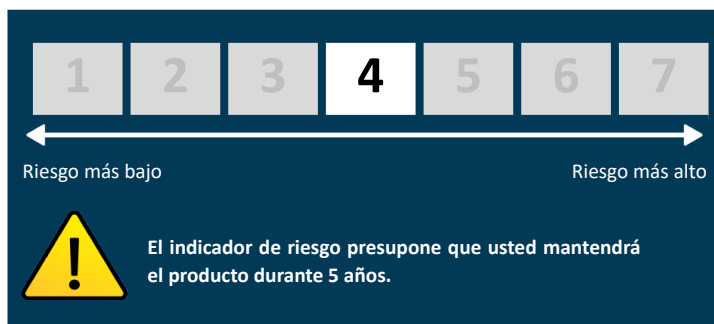 1 2 3 4 5 6 7
Riesgo más bajo Riesgo más alto
!
El indicador de riesgo presupone que usted mantendrá
el producto durante 5 años.